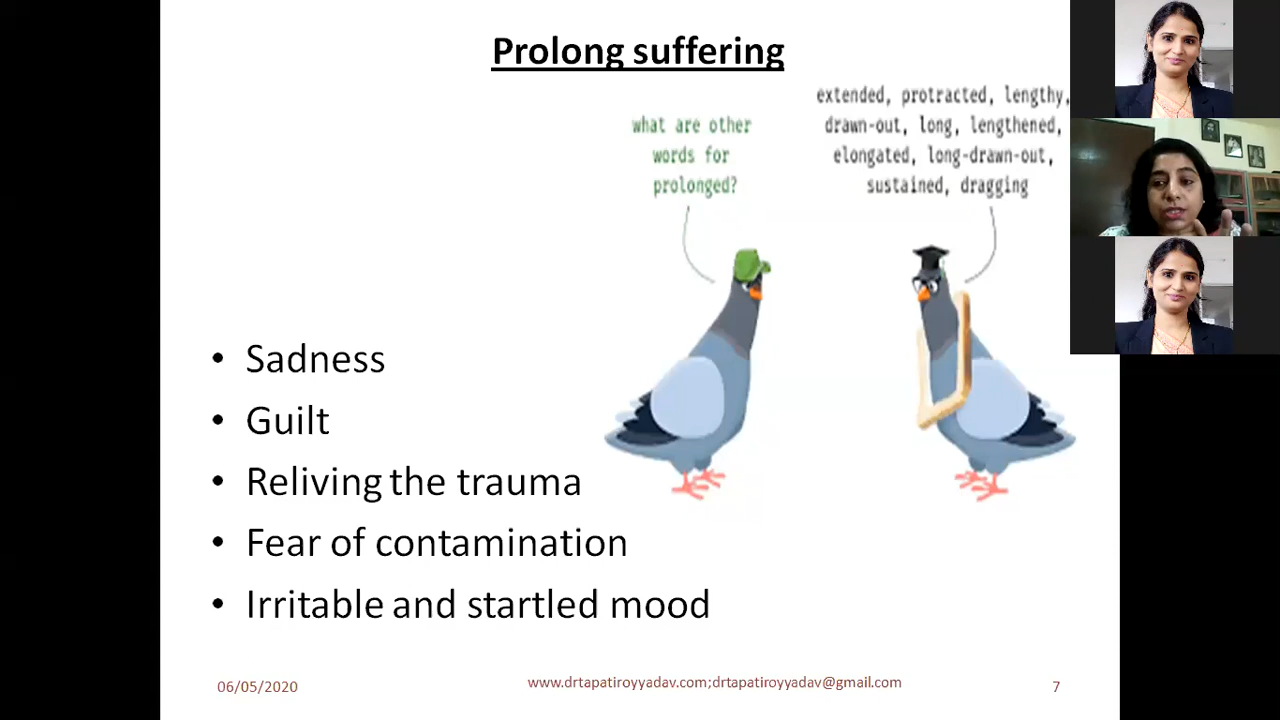 Prolong suffering
what are other
words for
prolonged?
extended, protracted, lengthy,
drawn-out, long, lengthened,
elongated, long-drawn-out,
sustained, dragging
• Sadness
• Guilt
• Reliving the trauma
• Fear of contamination
• Irritable and startled mood
06/05/2020
www.drtapatiroyyadav.com;drtapatiroyyadav@gmail.com
7